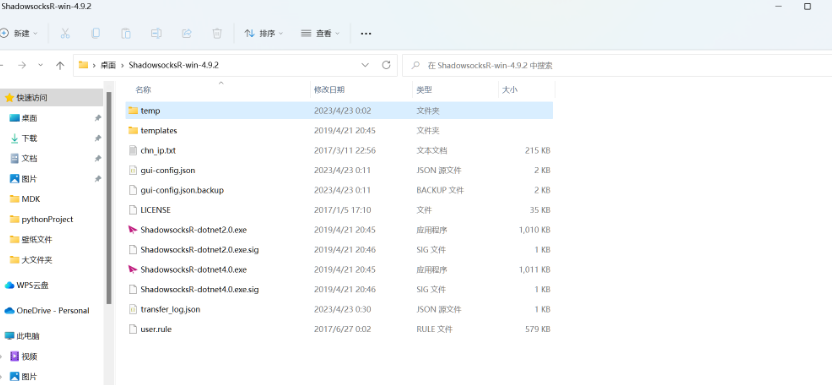 ShadowsocksR-win-4.9.2
新建 排序 查看 •••
桌面 ShadowsocksR-win-4.9.2 在 ShadowsocksR-win-4.9.2 中搜索
名称 修改日期 类型 大小
快速访问
桌面
下载
文档
图片
MDK
pythonProject
壁纸文件
大文件夹
WPS云盘
OneDrive - Personal
此电脑
视频
图片
temp 2023/4/23 0:02 文件夹
templates 2019/4/21 20:45 文件夹
chn_ip.txt 2017/3/11 22:56 文本文档 215 KB
gui-config.json 2023/4/23 0:11 JSON 源文件 2 KB
gui-config.json.backup 2023/4/23 0:11 BACKUP 文件 2 KB
LICENSE 2017/1/5 17:10 文件 35 KB
ShadowsocksR-dotnet2.0.exe 2019/4/21 20:45 应用程序 1,010 KB
ShadowsocksR-dotnet2.0.exe.sig 2019/4/21 20:46 SIG 文件 1 KB
ShadowsocksR-dotnet4.0.exe 2019/4/21 20:45 应用程序 1,011 KB
ShadowsocksR-dotnet4.0.exe.sig 2019/4/21 20:46 SIG 文件 1 KB
transfer_log.json 2023/4/23 0:30 JSON 源文件 1 KB
user.rule 2017/6/27 0:02 RULE 文件 579 KB